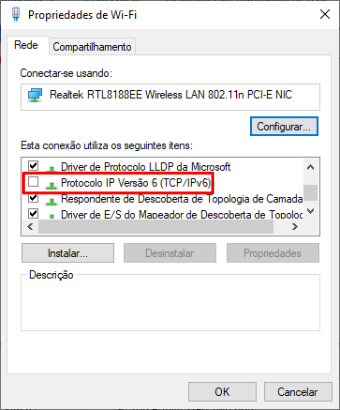 Propriedades de Wi-Fi
Rede
Compartilhamento
Conectar-se usando:
Realtek RTL8188EE Wireless LAN 802.11n PCI-E NIC
Configurar...
Esta conexão utiliza os seguintes itens:
Driver de Protocolo LLDP da Microsoft
Protocolo IP Versão 6 (TCP/IPv6)
Respondente de Descoberta de Topologia de Camada
Driver de E/S do Mapeador de Descoberta de Topoloc
Instalar...
Desinstalar
Propriedades
Descrição
OK
Cancelar